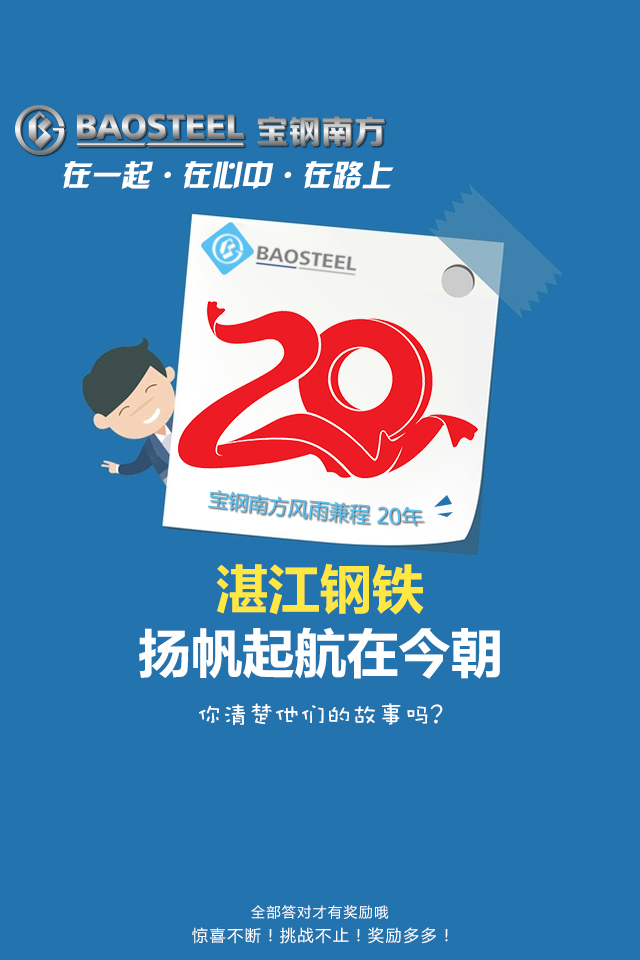 BAOSTEEL 宝钢南方
在一起·在心中·在路上
BAOSTEEL
20
宝钢南方风雨兼程 20年
湛江钢铁
扬帆起航在今朝
你清楚他们的故事吗?
全部答对才有奖励哦
惊喜不断!挑战不止!奖励多多!